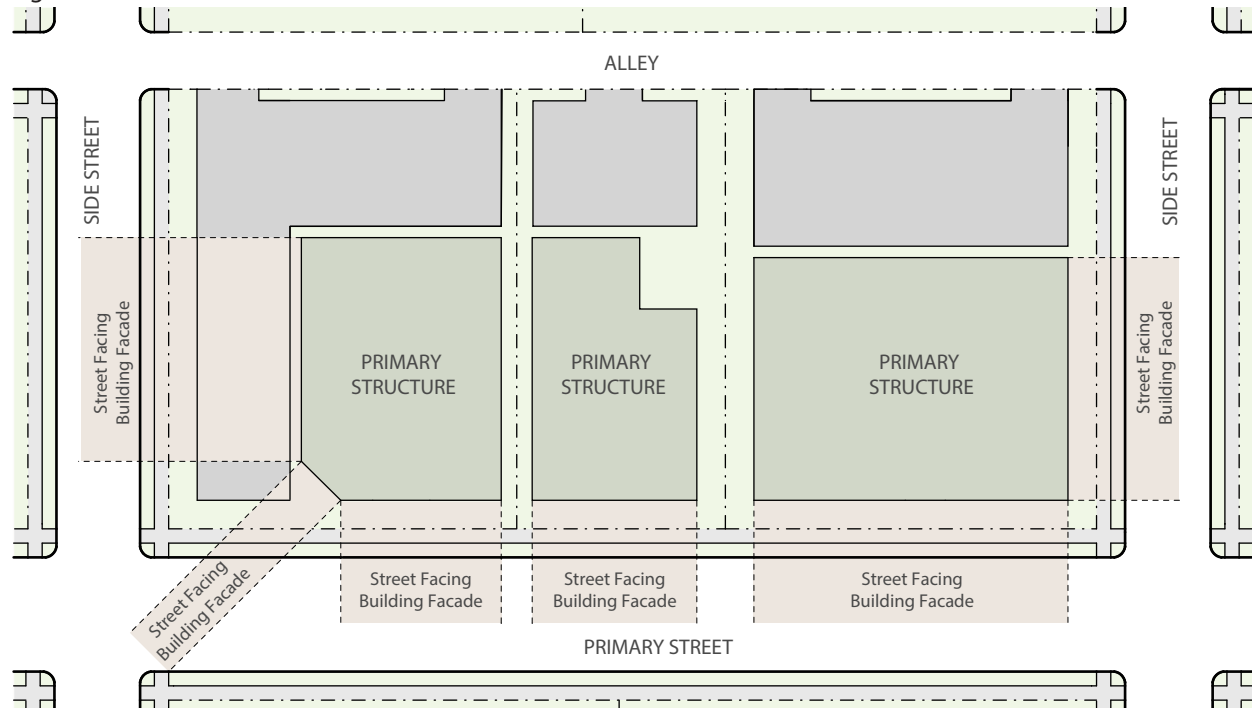 ALLEY
SIDE STREET
SIDE STREET
Street Facing
Building Facade
PRIMARY
STRUCTURE
PRIMARY
STRUCTURE
PRIMARY
STRUCTURE
Street Facing
Building Facade
Street Facing
Building Facade
Street Facing
Building Facade
Street Facing
Building Facade
Street Facing
Building Facade
PRIMARY STREET